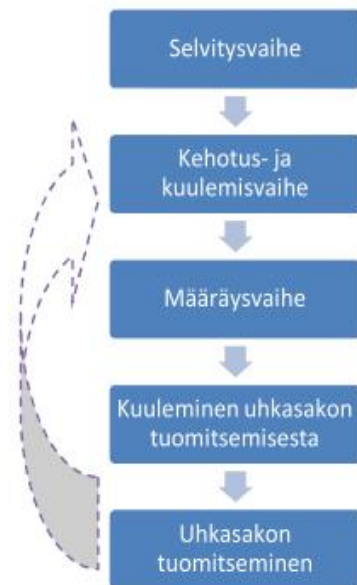 Selvitysvaihe
Kehotus- ja
kuulemisvaihe
Määräysvaihe
Kuuleminen uhkasakon
tuomitsemisesta
Uhkasakon
tuomitseminen